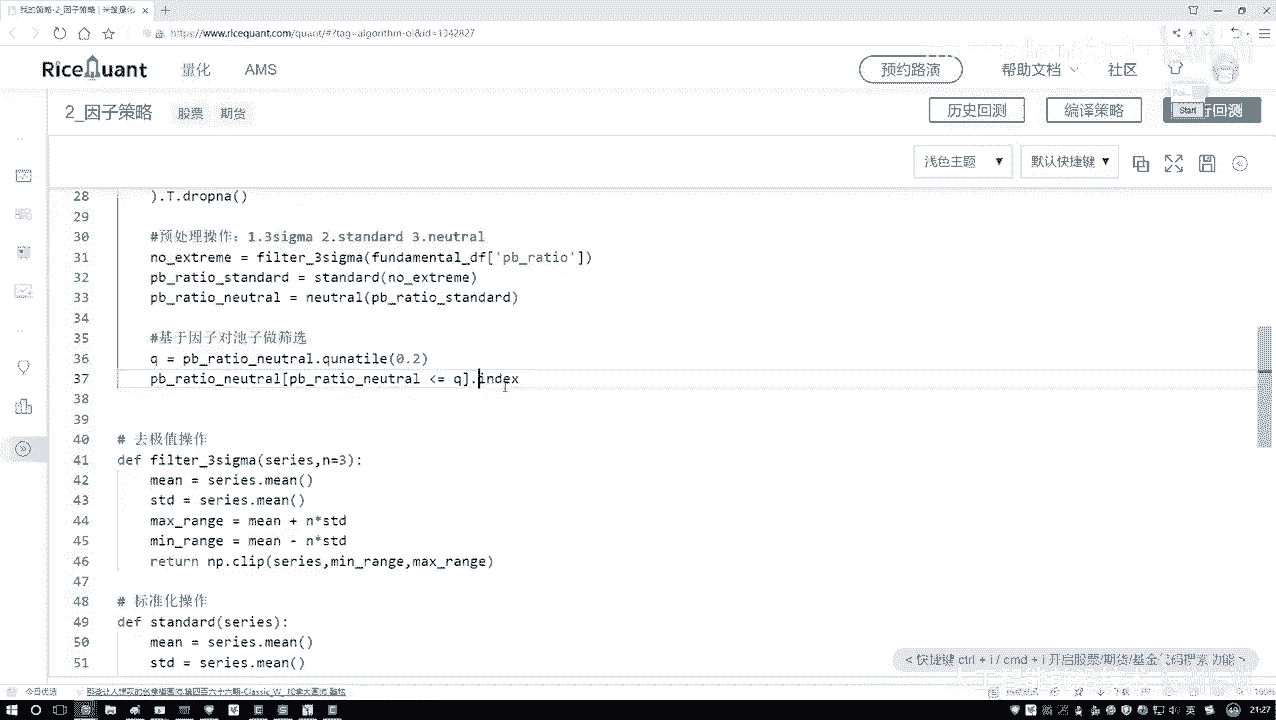 我的策略-2_因子策略 | 米筐量化
https://www.ricequant.com/quant/#?tag=algorithm-ol&id=1342827
RiceQuant 量化 AMS 预约路演 帮助文档 社区
2_因子策略 股票 期货 历史回测 编译策略 Start 行回测
浅色主题 默认快捷键
28 ).T.dropna()
29
30 #预处理操作: 1.3sigma 2.standard 3.neutral
31 no_extreme = filter_3sigma(fundamental_df['pb_ratio'])
32 pb_ratio_standard = standard(no_extreme)
33 pb_ratio_neutral = neutral(pb_ratio_standard)
34
35 #基于因子对池子做筛选
36 q = pb_ratio_neutral.qunatile(0.2)
37 pb_ratio_neutral[pb_ratio_neutral <= q].index
38
39
40 # 去极值操作
41 def filter_3sigma(series,n=3):
42 mean = series.mean()
43 std = series.mean()
44 max_range = mean + n*std
45 min_range = mean - n*std
46 return np.clip(series,min_range,max_range)
47
48 # 标准化操作
49 def standard(series):
50 mean = series.mean()
51 std = series.mean()
< 快捷键 ctrl + i / cmd + i 开启股票/期货/基金
今日优选
英 21:27